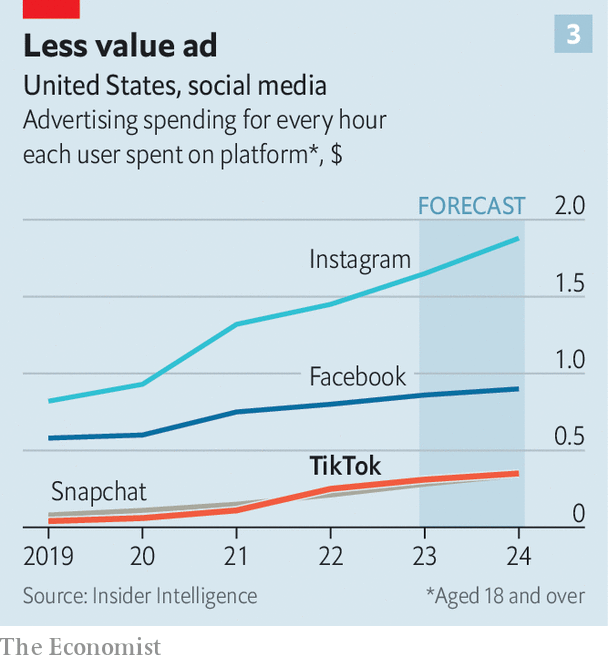 3
Less value ad
United States, social media
Advertising spending for every hour
each user spent on platform*, $
FORECAST
2.0
Instagram
1.5
Facebook
1.0
0.5
TikTok
Snapchat
0
2019 20 21 22 23 24
Source: Insider Intelligence
*Aged 18 and over
The Economist